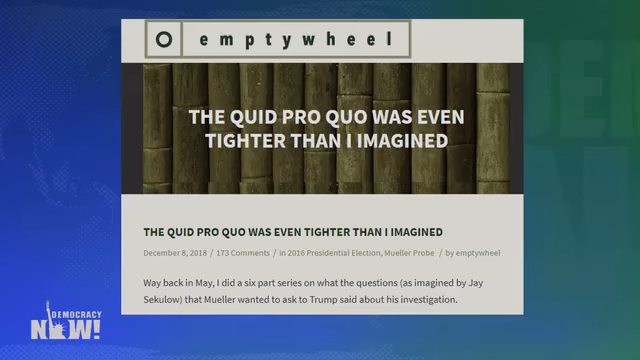 emptywheel
THE QUID PRO QUO WAS EVEN
TIGHTER THAN I IMAGINED
THE QUID PRO QUO WAS EVEN TIGHTER THAN I IMAGINED
December 8, 2018 / 173 Comments / in 2016 Presidential Election, Mueller Probe / by emptywheel
Way back in May, I did a six part series on what the questions (as imagined by Jay
Sekulow) that Mueller wanted to ask to Trump said about his investigation.
DEMOCRACY
NOW!